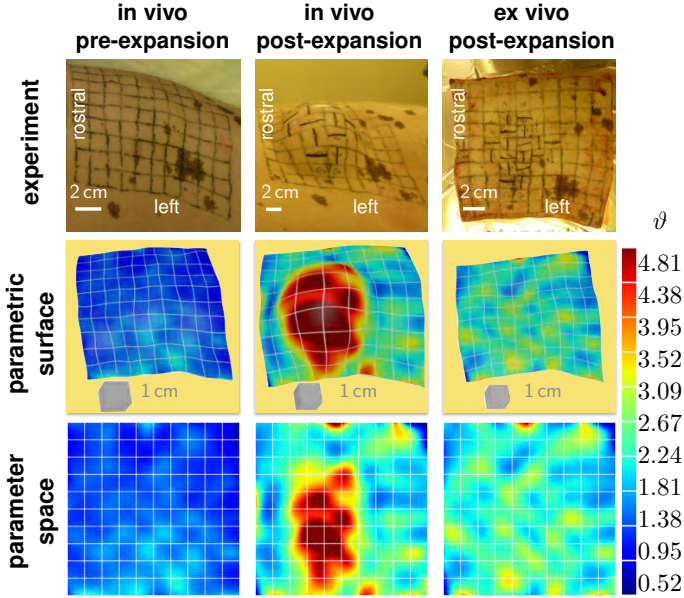 in vivo
pre-expansion
in vivo
post-expansion
ex vivo
post-expansion
experiment
rostral
2 cm
left
rostral
2 cm
left
rostral
2 cm
left
parametric
surface
1 cm
1 cm
1 cm
parameter
space
ϑ
4.81
4.38
3.95
3.52
3.09
2.67
2.24
1.81
1.38
0.95
0.52